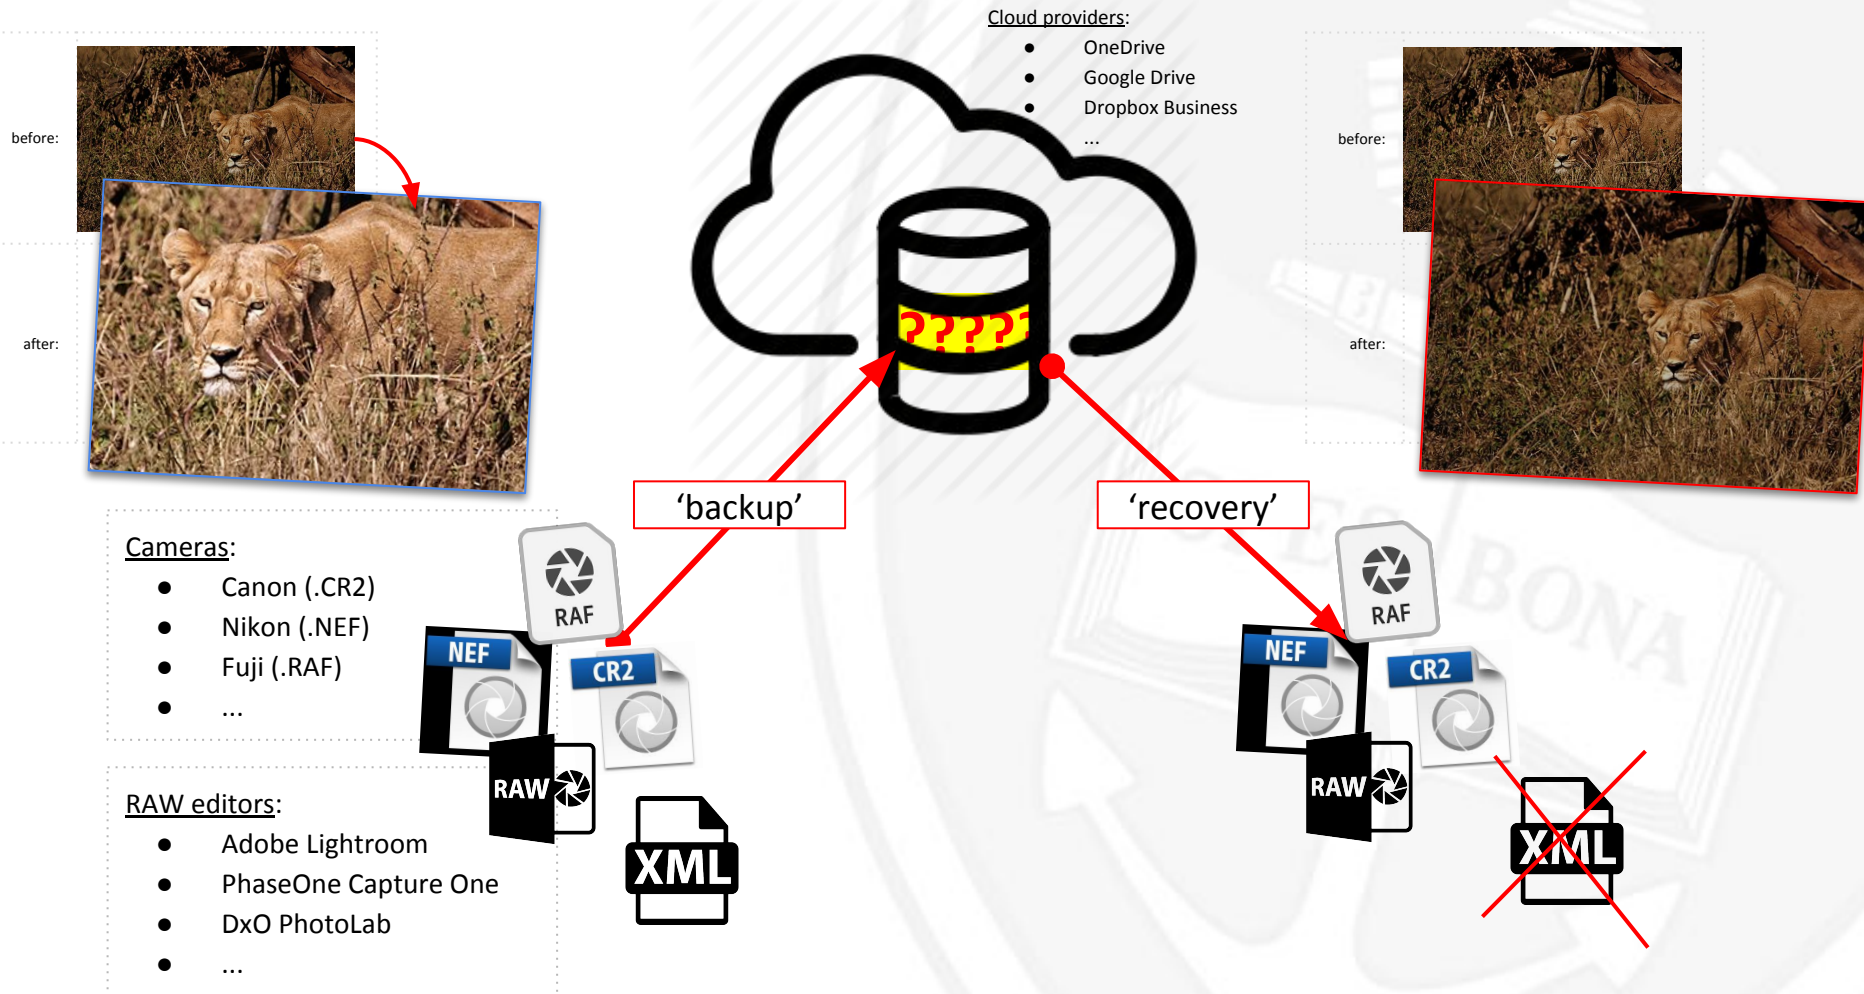 Cloud providers:
● OneDrive
● Google Drive
● Dropbox Business
...
before:
after:
before:
after:
?????
‘backup’
‘recovery’
Cameras:
● Canon (.CR2)
● Nikon (.NEF)
● Fuji (.RAF)
● ...
RAF
NEF
CR2
RAW
XML
RAW editors:
● Adobe Lightroom
● PhaseOne Capture One
● DxO PhotoLab
● ...
RAF
NEF
CR2
RAW
XML
SPES BONA